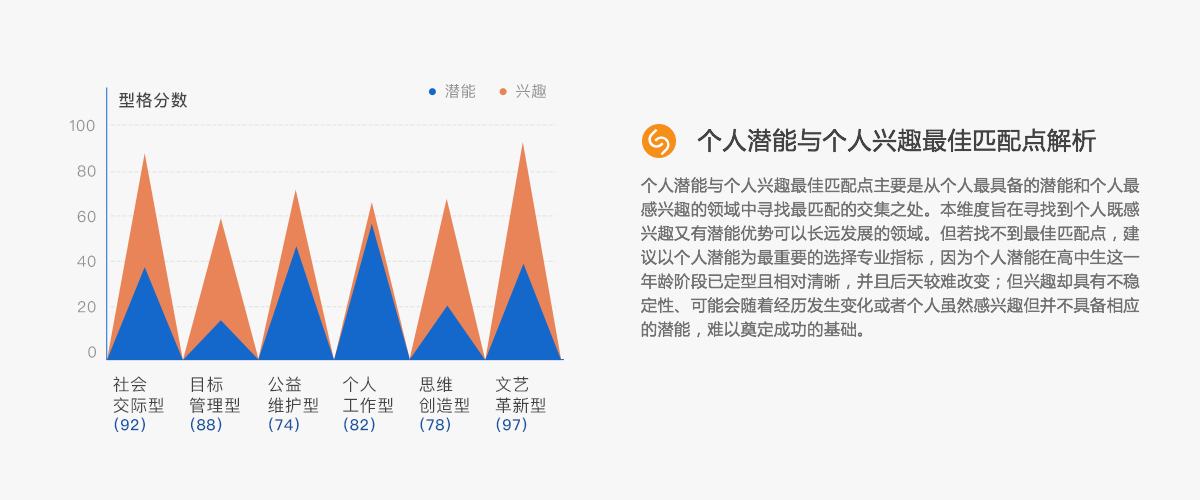 型格分数
潜能 兴趣
100
80
60
40
20
0
社会 目标 公益 个人 思维 文艺
交际型 管理型 维护型 工作型 创造型 革新型
(92) (88) (74) (82) (78) (97)
个人潜能与个人兴趣最佳匹配点解析
个人潜能与个人兴趣最佳匹配点主要是从个人最具备的潜能和个人最
感兴趣的领域中寻找最匹配的交集之处。本维度旨在寻找到个人既感
兴趣又有潜能优势可以长远发展的领域。但若找不到最佳匹配点，建
议以个人潜能为最重要的选择专业指标，因为个人潜能在高中生这一
年龄阶段已定型且相对清晰，并且后天较难改变；但兴趣却具有不稳
定性、可能会随着经历发生变化或者个人虽然感兴趣但并不具备相应
的潜能，难以奠定成功的基础。